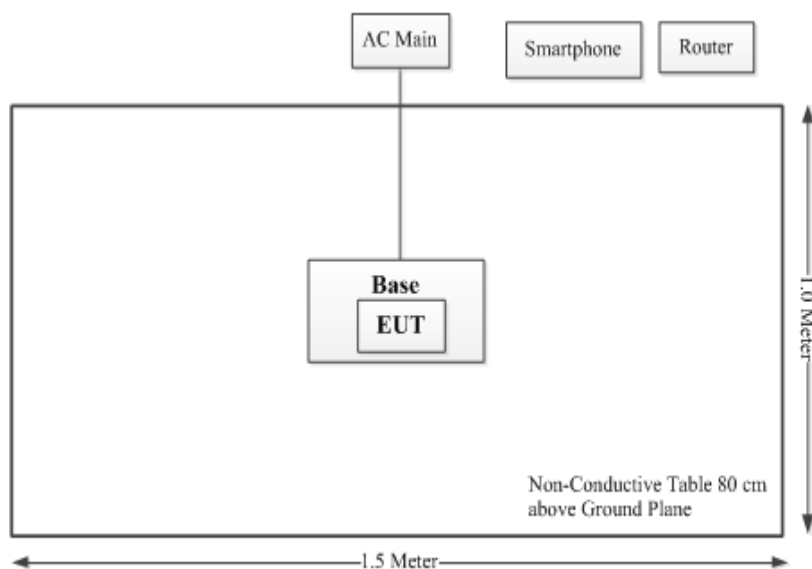 AC Main
Smartphone
Router
Base
EUT
1.0 Meter
Non-Conductive Table 80 cm
above Ground Plane
1.5 Meter